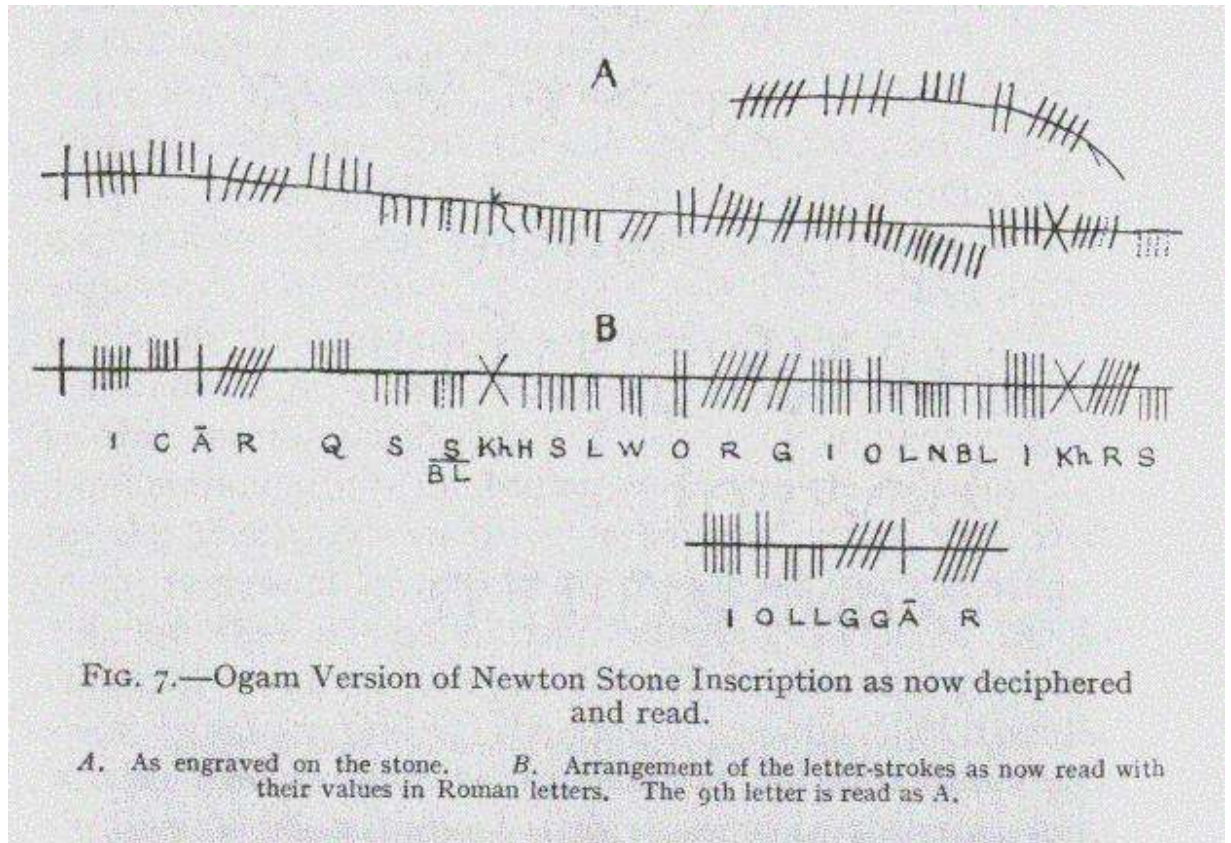 A
B
I C Ā R Q S S Kh H S L W O R G I O L N B L I Kh R S
BL
I O L L G G Ā R
FIG. 7.—Ogam Version of Newton Stone Inscription as now deciphered
and read.
A. As engraved on the stone. B. Arrangement of the letter-strokes as now read with
their values in Roman letters. The 9th letter is read as A.